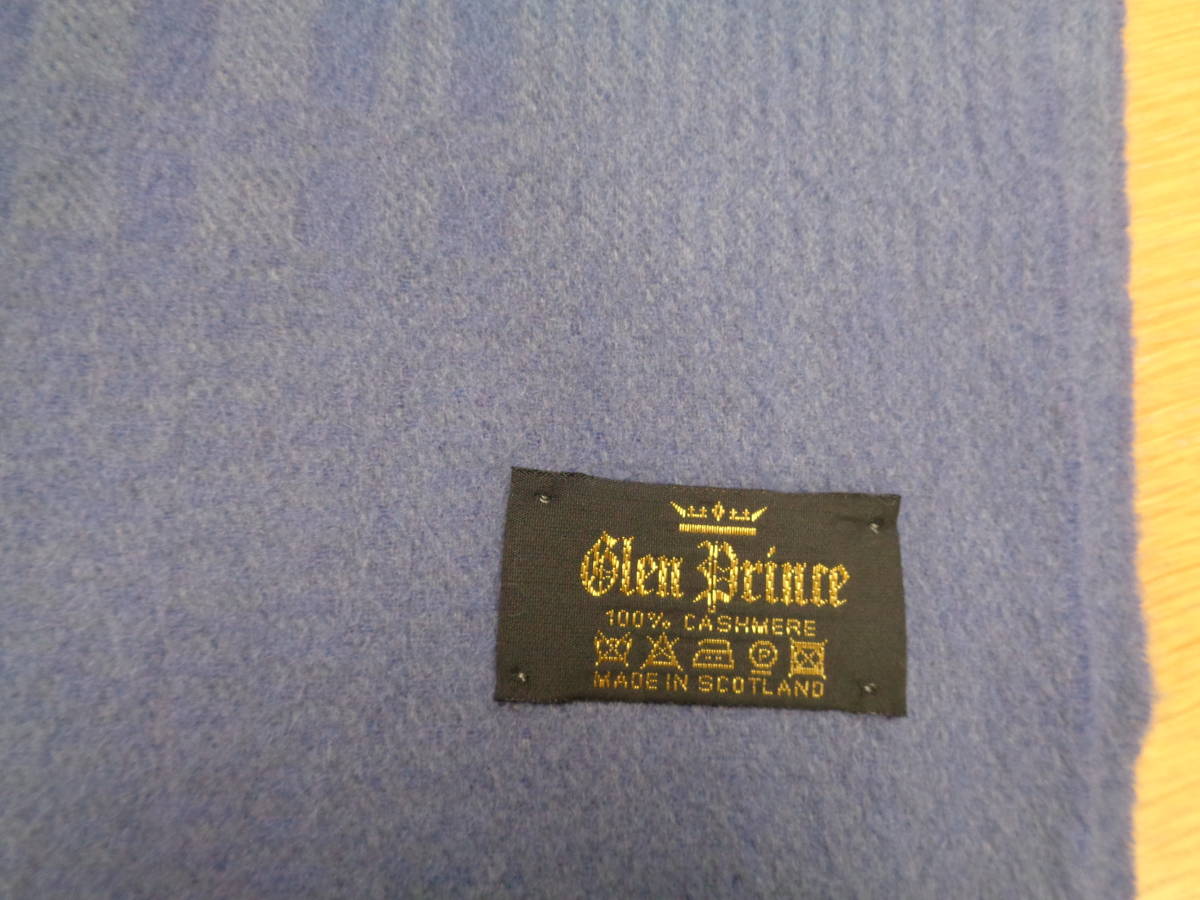 Glen Prince
100% CASHMERE
P
MADE IN SCOTLAND